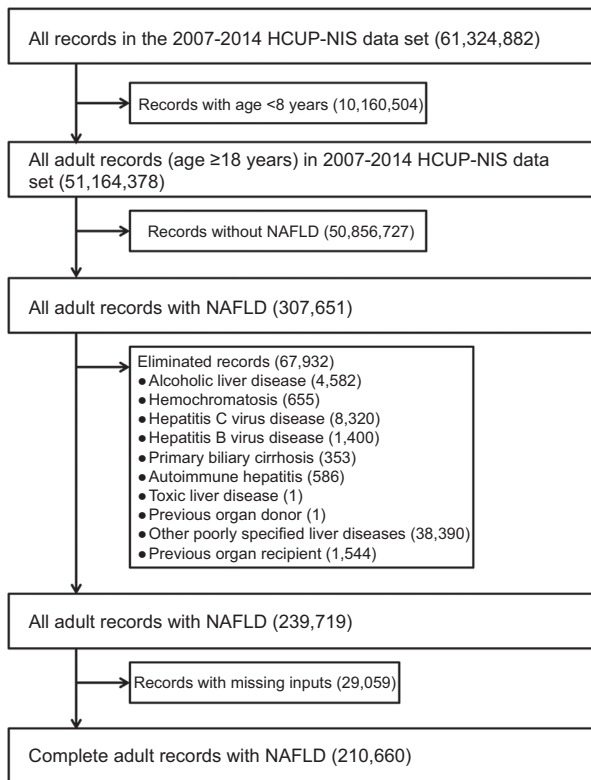 All records in the 2007-2014 HCUP-NIS data set (61,324,882)
Records with age <8 years (10,160,504)
All adult records (age ≥18 years) in 2007-2014 HCUP-NIS data
set (51,164,378)
Records without NAFLD (50,856,727)
All adult records with NAFLD (307,651)
Eliminated records (67,932)
●Alcoholic liver disease (4,582)
●Hemochromatosis (655)
●Hepatitis C virus disease (8,320)
●Hepatitis B virus disease (1,400)
●Primary biliary cirrhosis (353)
●Autoimmune hepatitis (586)
●Toxic liver disease (1)
●Previous organ donor (1)
●Other poorly specified liver diseases (38,390)
●Previous organ recipient (1,544)
All adult records with NAFLD (239,719)
Records with missing inputs (29,059)
Complete adult records with NAFLD (210,660)